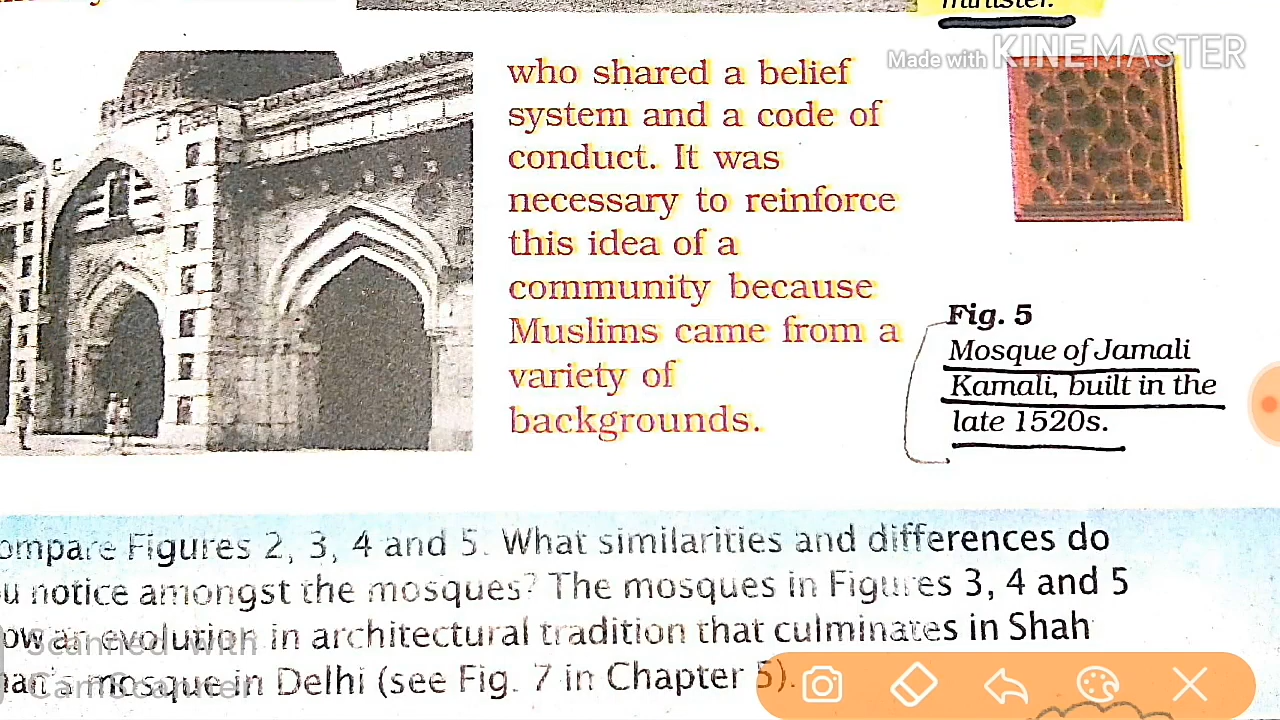 minister.
Made with KINEMASTER
who shared a belief
system and a code of
conduct. It was
necessary to reinforce
this idea of a
community because
Muslims came from a
variety of
backgrounds.
Fig. 5
Mosque of Jamali
Kamali, built in the
late 1520s.
ompare Figures 2, 3, 4 and 5. What similarities and differences do
u notice amongst the mosques? The mosques in Figures 3, 4 and 5
ow an evolution in architectural tradition that culminates in Shah
mosque in Delhi (see Fig. 7 in Chapter 5).
Scanned with
CamScanner